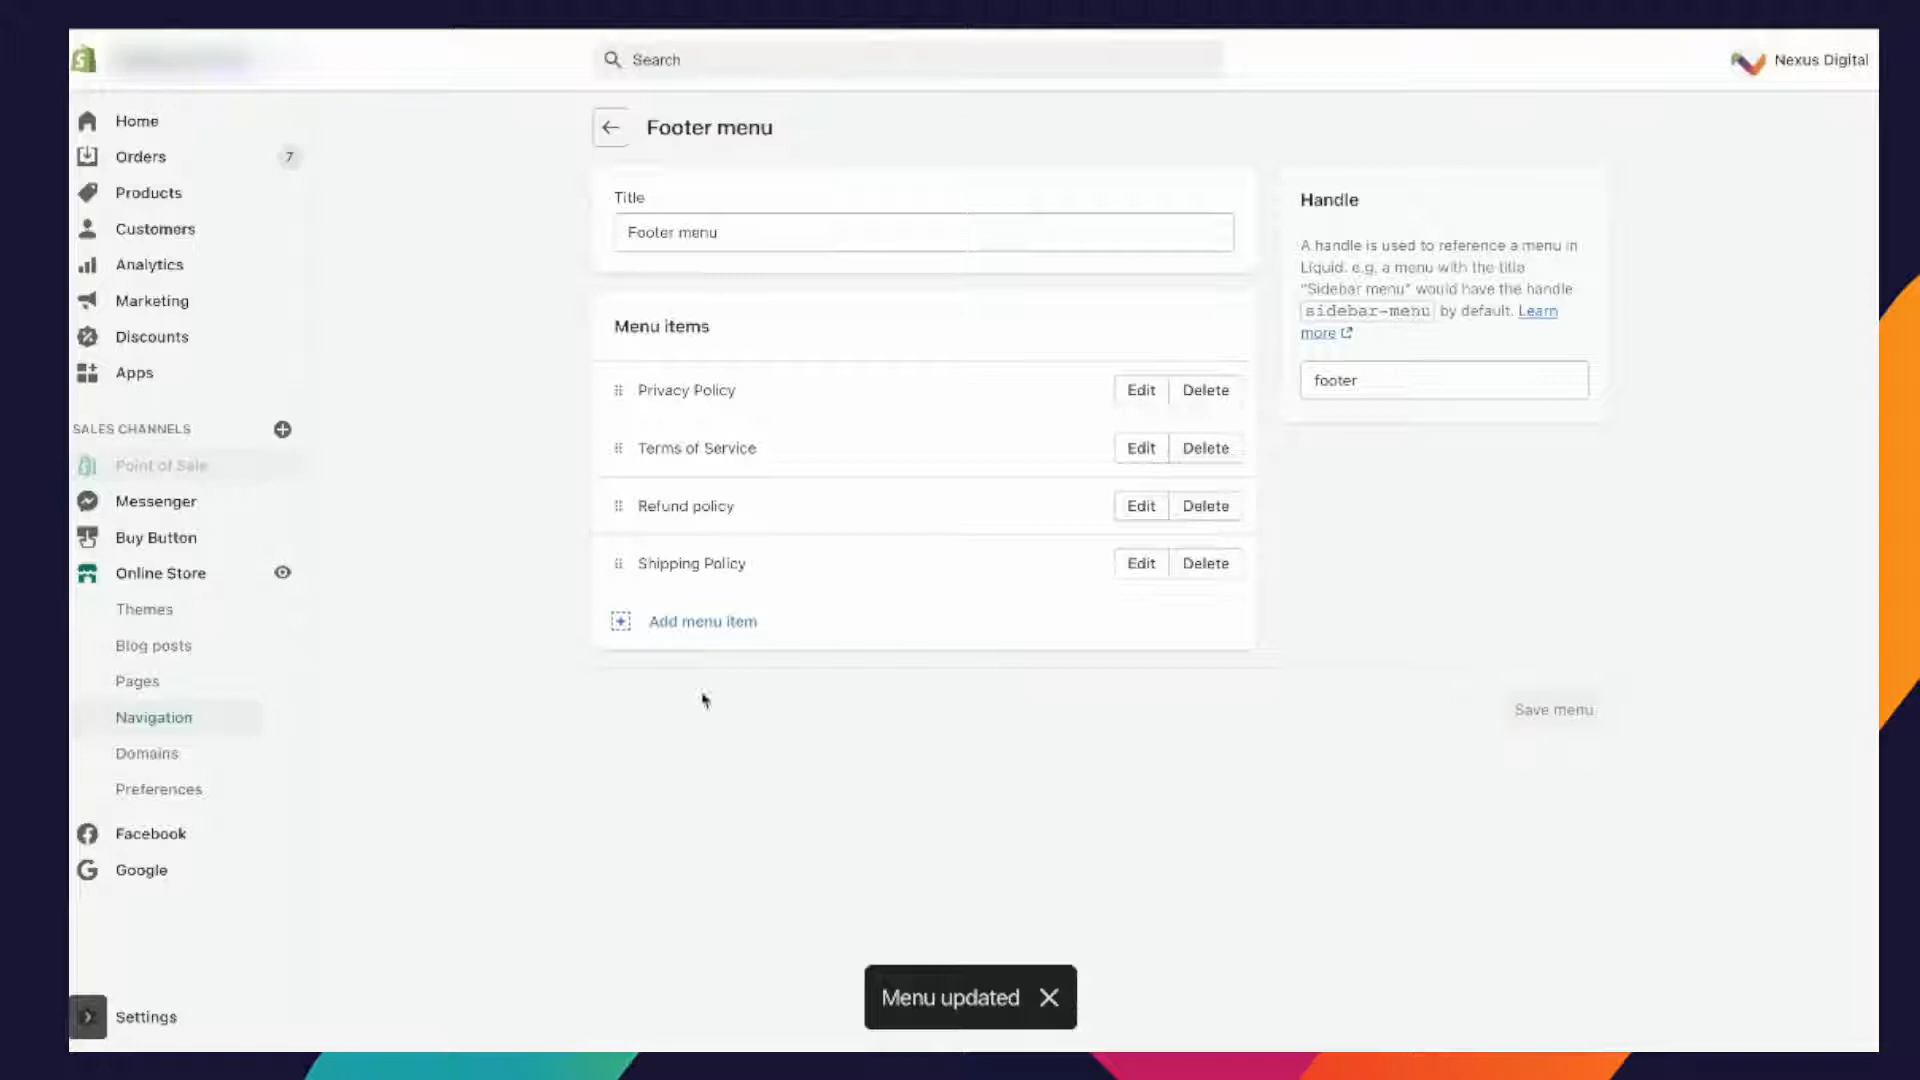 Search
Nexus Digital
Home
Orders
7
Products
Customers
Analytics
Marketing
Discounts
Apps
SALES CHANNELS
Point of Sale
Messenger
Buy Button
Online Store
Themes
Blog posts
Pages
Navigation
Domains
Preferences
Facebook
Google
Settings
Footer menu
Title
Footer menu
Menu items
Privacy Policy
Edit
Delete
Terms of Service
Edit
Delete
Refund policy
Edit
Delete
Shipping Policy
Edit
Delete
Add menu item
Handle
A handle is used to reference a menu in
Liquid. e.g. a menu with the title
"Sidebar menu" would have the handle
sidebar-menu by default. Learn
more
footer
Save menu
Menu updated